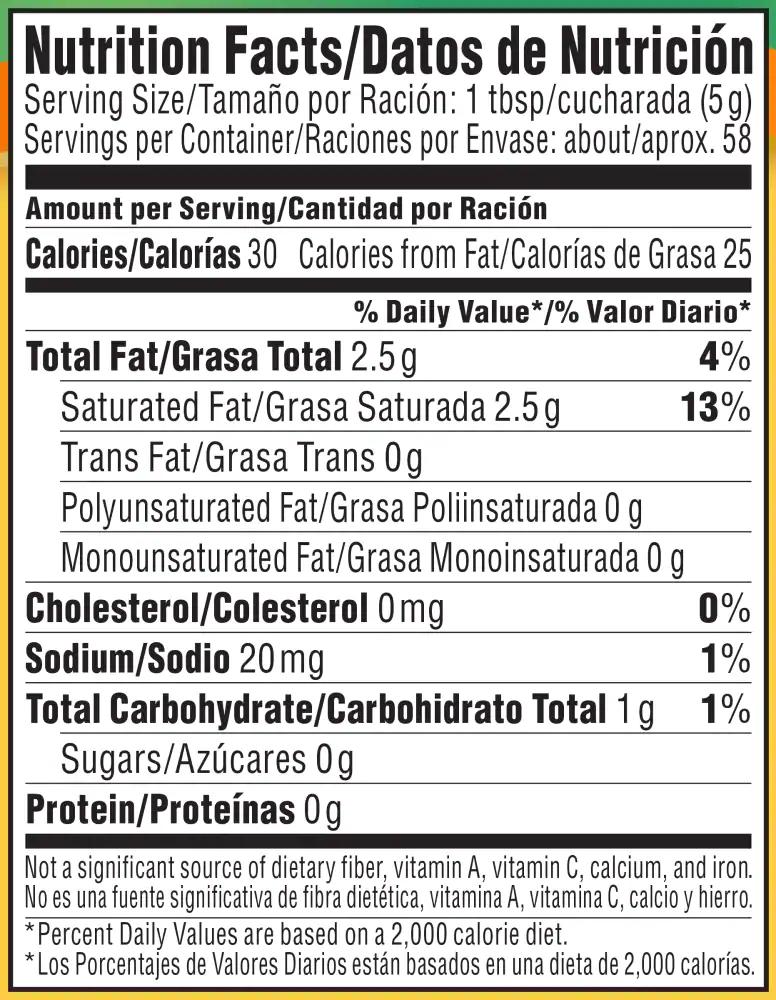 Nutrition Facts/Datos de Nutrición
Serving Size/Tamaño por Ración: 1 tbsp/cucharada (5 g)
Servings per Container/Raciones por Envase: about/aprox. 58
Amount per Serving/Cantidad por Ración
Calories/Calorías 30 Calories from Fat/Calorías de Grasa 25
% Daily Value*/% Valor Diario*
Total Fat/Grasa Total 2.5 g 4%
Saturated Fat/Grasa Saturada 2.5 g 13%
Trans Fat/Grasa Trans 0 g
Polyunsaturated Fat/Grasa Poliinsaturada 0 g
Monounsaturated Fat/Grasa Monoinsaturada 0 g
Cholesterol/Colesterol 0 mg 0%
Sodium/Sodio 20 mg 1%
Total Carbohydrate/Carbohidrato Total 1 g 1%
Sugars/Azúcares 0 g
Protein/Proteínas 0 g
Not a significant source of dietary fiber, vitamin A, vitamin C, calcium, and iron.
No es una fuente significativa de fibra dietética, vitamina A, vitamina C, calcio y hierro.
*Percent Daily Values are based on a 2,000 calorie diet.
*Los Porcentajes de Valores Diarios están basados en una dieta de 2,000 calorías.